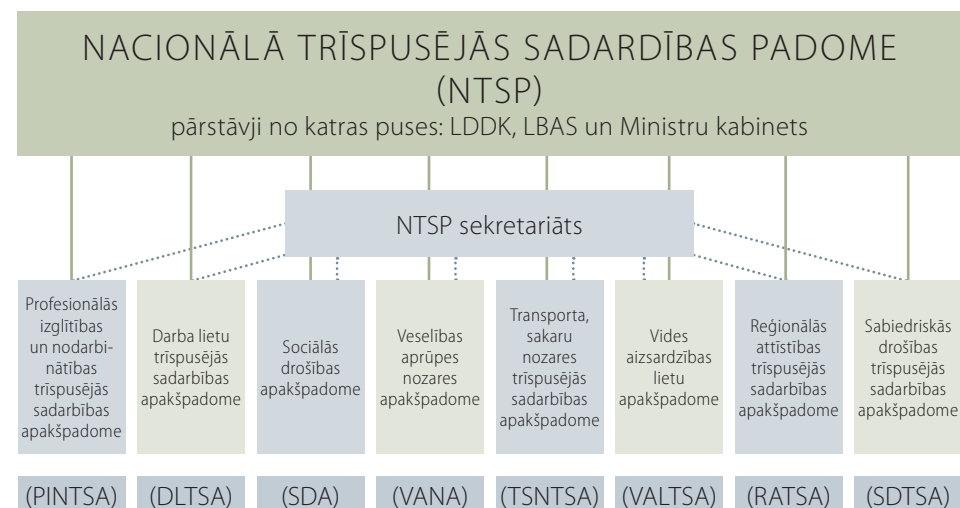 NACIONĀLĀ TRĪSPUSĒJĀS SADARDĪBAS PADOME
(NTSP)
pārstāvji no katras puses: LDDK, LBAS un Ministru kabinets
NTSP sekretariāts
Profesionālās
izglītības
un nodarbi-
nātības
trīspusējās
sadarbības
apakšpadome
Darba lietu
trīspusējās
sadarbības
apakšpadome
Sociālās
drošības
apakšpadome
Veselības
aprūpes
nozares
apakšpadome
Transporta,
sakaru
nozares
trīspusējās
sadarbības
apakšpadome
Vides
aizsardzības
lietu
apakšpadome
Reģionālās
attīstības
trīspusējās
sadarbības
apakšpadome
Sabiedriskās
drošības
trīspusējās
sadarbības
apakšpadome
(PINTSA) (DLTSA) (SDA) (VANA) (TSNTSA) (VALTSA) (RATSA) (SDTSA)